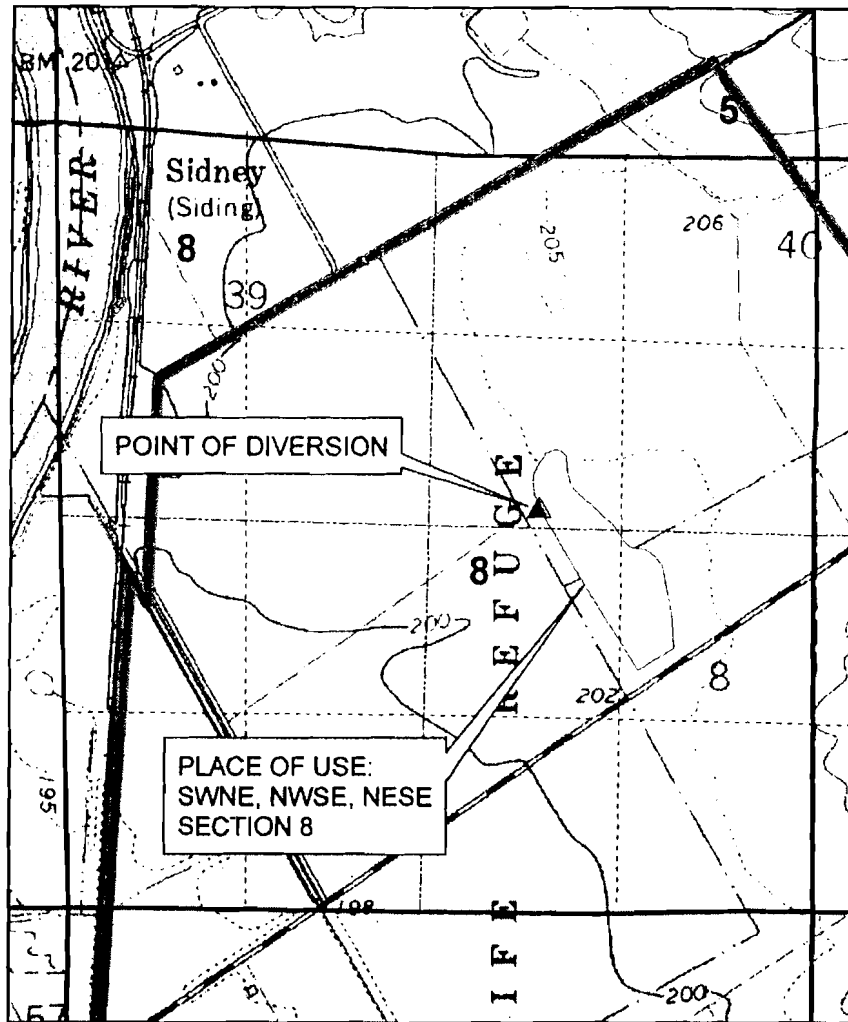 BM 201
5
Sidney
(Siding)
RIVER
8
206
205
40
39
200
POINT OF DIVERSION
REFUGE
8
200
202
8
PLACE OF USE:
SWNE, NWSE, NESE
SECTION 8
195
198
IFE
200
67